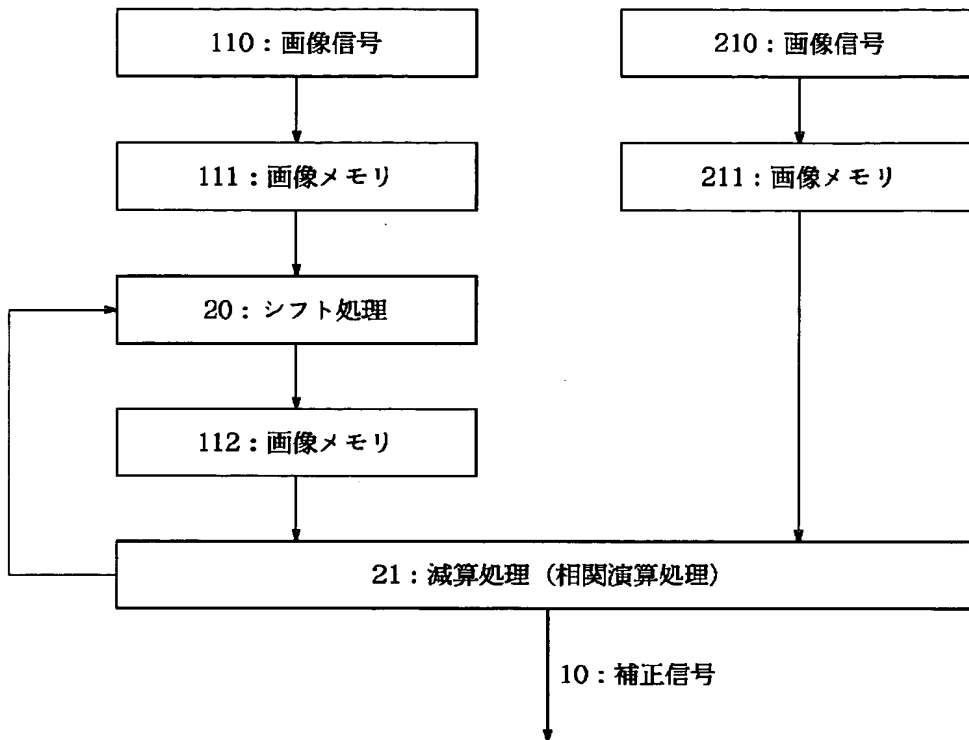 110：画像信号
210：画像信号
111：画像メモリ
211：画像メモリ
20：シフト処理
112：画像メモリ
21：減算処理（相関演算処理）
10：補正信号